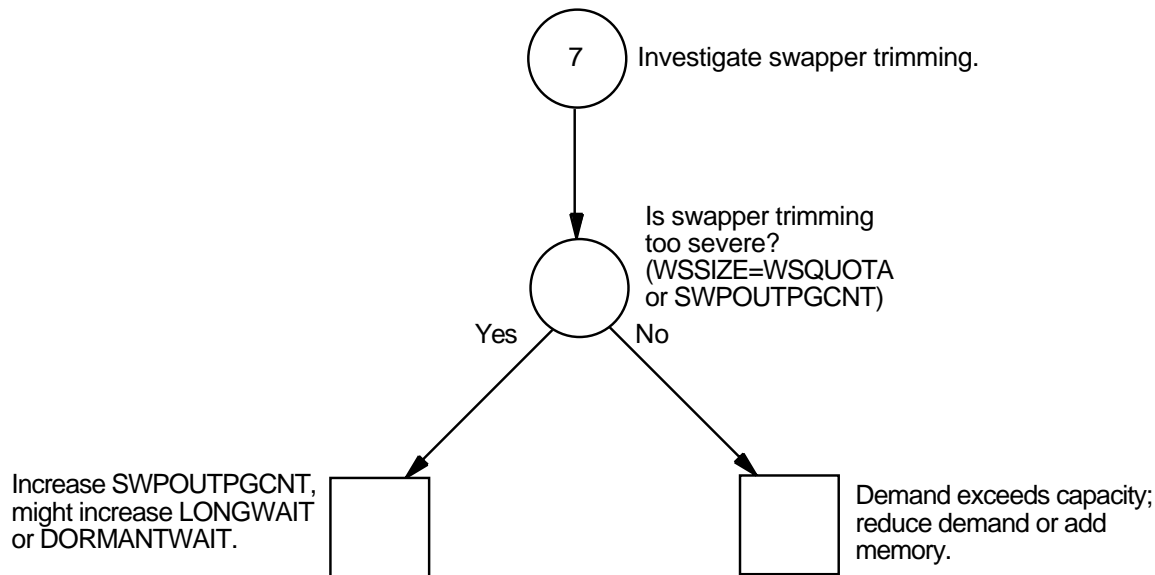 7
Investigate swapper trimming.
Is swapper trimming
too severe?
(WSSIZE=WSQUOTA
or SWPOUTPGCNT)
Yes
No
Increase SWPOUTPGCNT,
might increase LONGWAIT
or DORMANTWAIT.
Demand exceeds capacity;
reduce demand or add
memory.